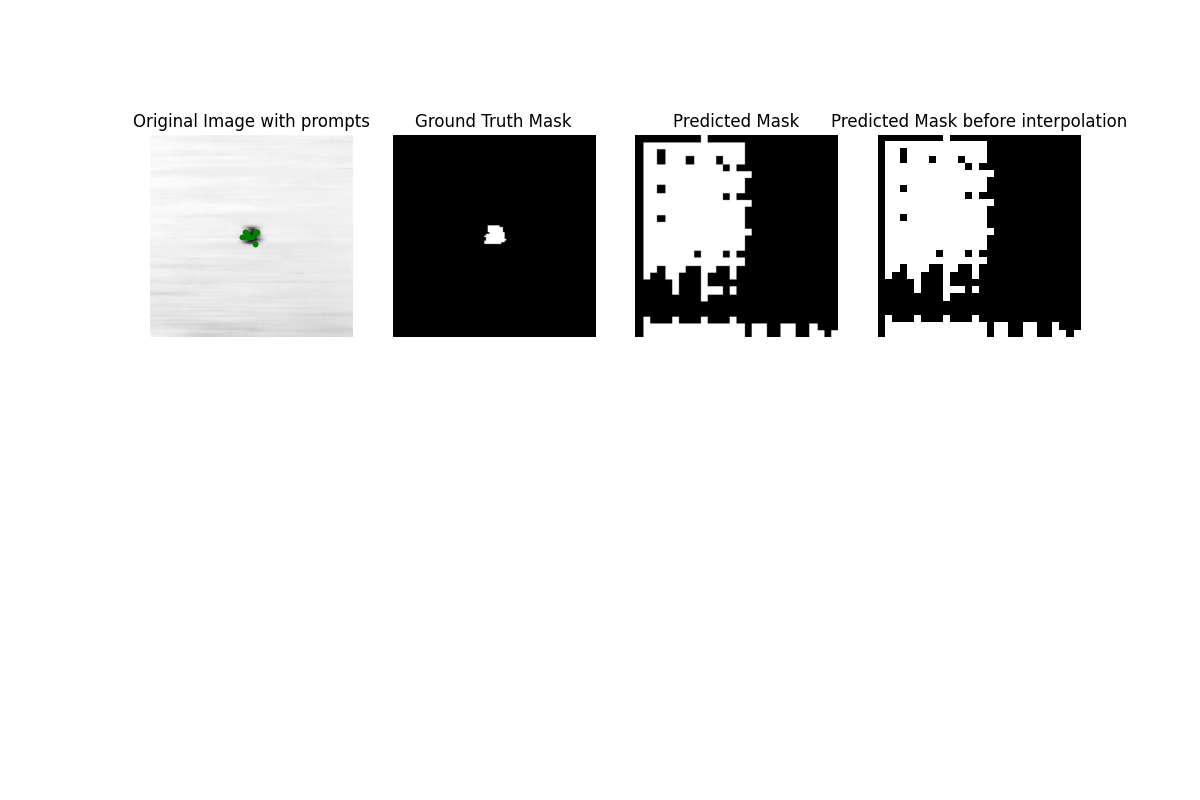 Original Image with prompts
Ground Truth Mask
Predicted Mask
Predicted Mask before interpolation